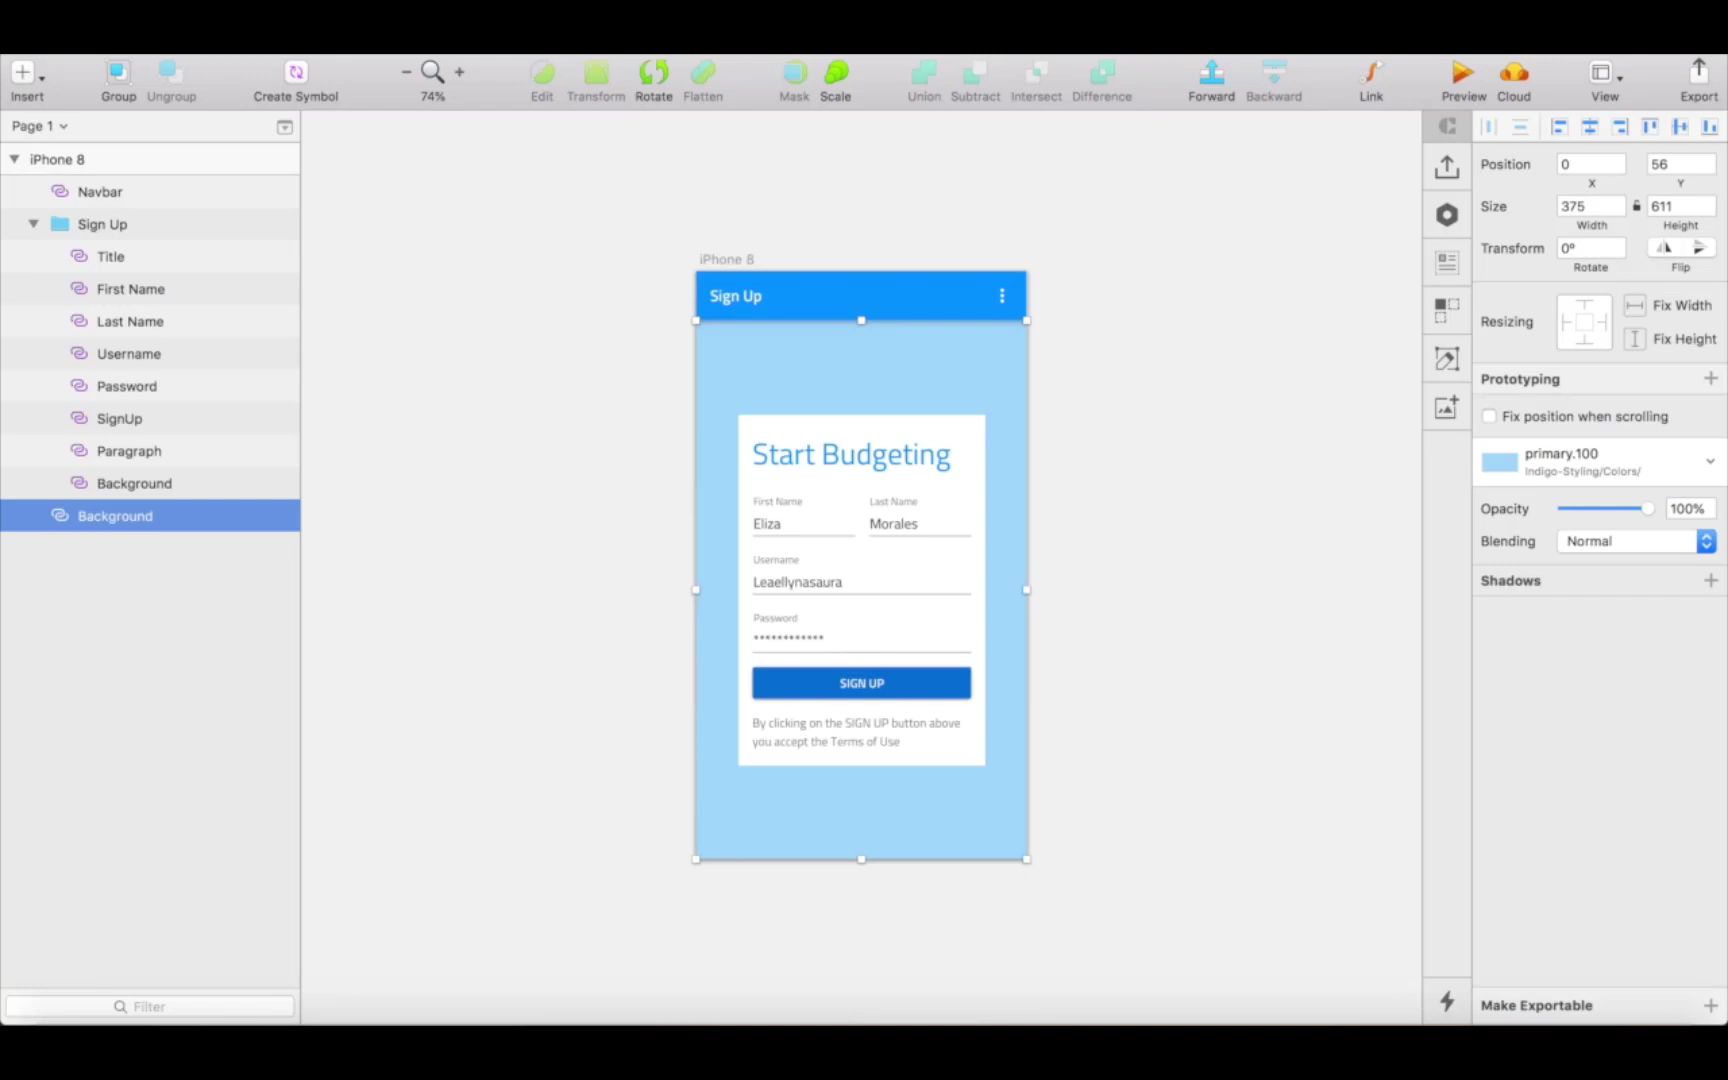 Insert
Group
Ungroup
Create Symbol
74%
Edit
Transform
Rotate
Flatten
Mask
Scale
Union
Subtract
Intersect
Difference
Forward
Backward
Link
Preview
Cloud
View
Export
Page 1
iPhone 8
Navbar
Sign Up
Title
First Name
Last Name
Username
Password
SignUp
Paragraph
Background
Background
Filter
iPhone 8
Sign Up
Start Budgeting
First Name
Last Name
Eliza
Morales
Username
Leaellynasaura
Password
************
SIGN UP
By clicking on the SIGN UP button above
you accept the Terms of Use
Position 0 56
X Y
Size 375 611
Width Height
Transform 0°
Rotate Flip
Resizing
Fix Width
Fix Height
Prototyping
Fix position when scrolling
primary.100
Indigo-Styling/Colors/
Opacity 100%
Blending Normal
Shadows
Make Exportable